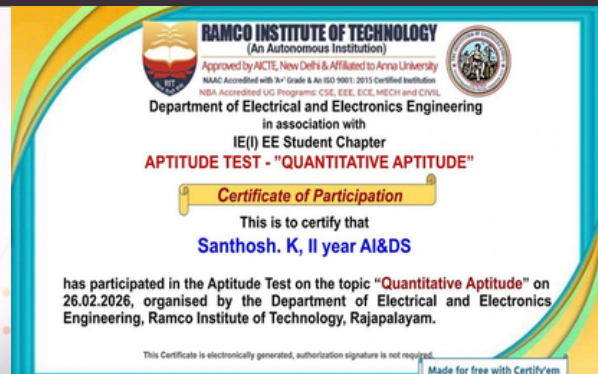 RAMCO INSTITUTE OF TECHNOLOGY
(An Autonomous Institution)
Approved by AICTE, New Delhi & Affiliated to Anna University
NAAC Accredited with 'A+' Grade & An ISO 9001: 2015 Certified Institution
NBA Accredited UG Programs: CSE, EEE, ECE, MECH and CIVIL
RIT
Department of Electrical and Electronics Engineering
in association with
IE(I) EE Student Chapter
APTITUDE TEST - "QUANTITATIVE APTITUDE"
Certificate of Participation
This is to certify that
Santhosh. K, II year AI&DS
has participated in the Aptitude Test on the topic “Quantitative Aptitude” on
26.02.2026, organised by the Department of Electrical and Electronics
Engineering, Ramco Institute of Technology, Rajapalayam.
This Certificate is electronically generated, authorization signature is not required.
Made for free with Certify'em